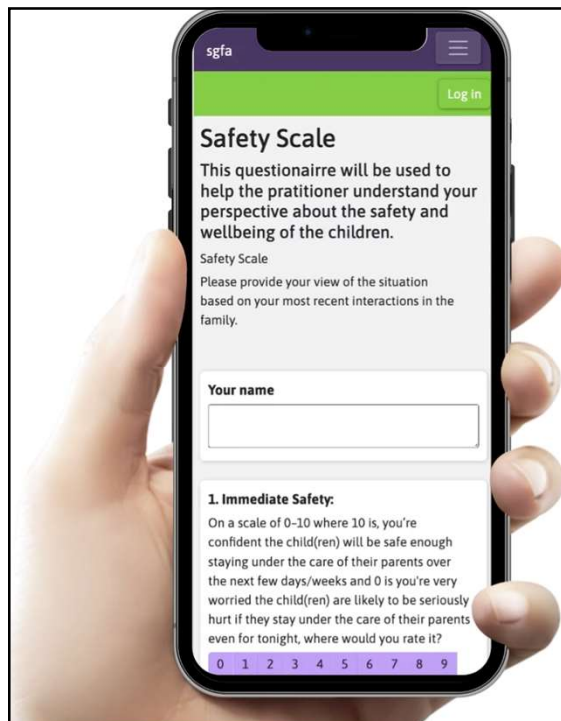 sgfa
Log in
Safety Scale
This questionairre will be used to
help the pratitioner understand your
perspective about the safety and
wellbeing of the children.
Safety Scale
Please provide your view of the situation
based on your most recent interactions in the
family.
Your name
1. Immediate Safety:
On a scale of 0-10 where 10 is, you're
confident the child(ren) will be safe enough
staying under the care of their parents over
the next few days/weeks and 0 is you're very
worried the child(ren) are likely to be seriously
hurt if they stay under the care of their parents
even for tonight, where would you rate it?
0 1 2 3 4 5 6 7 8 9